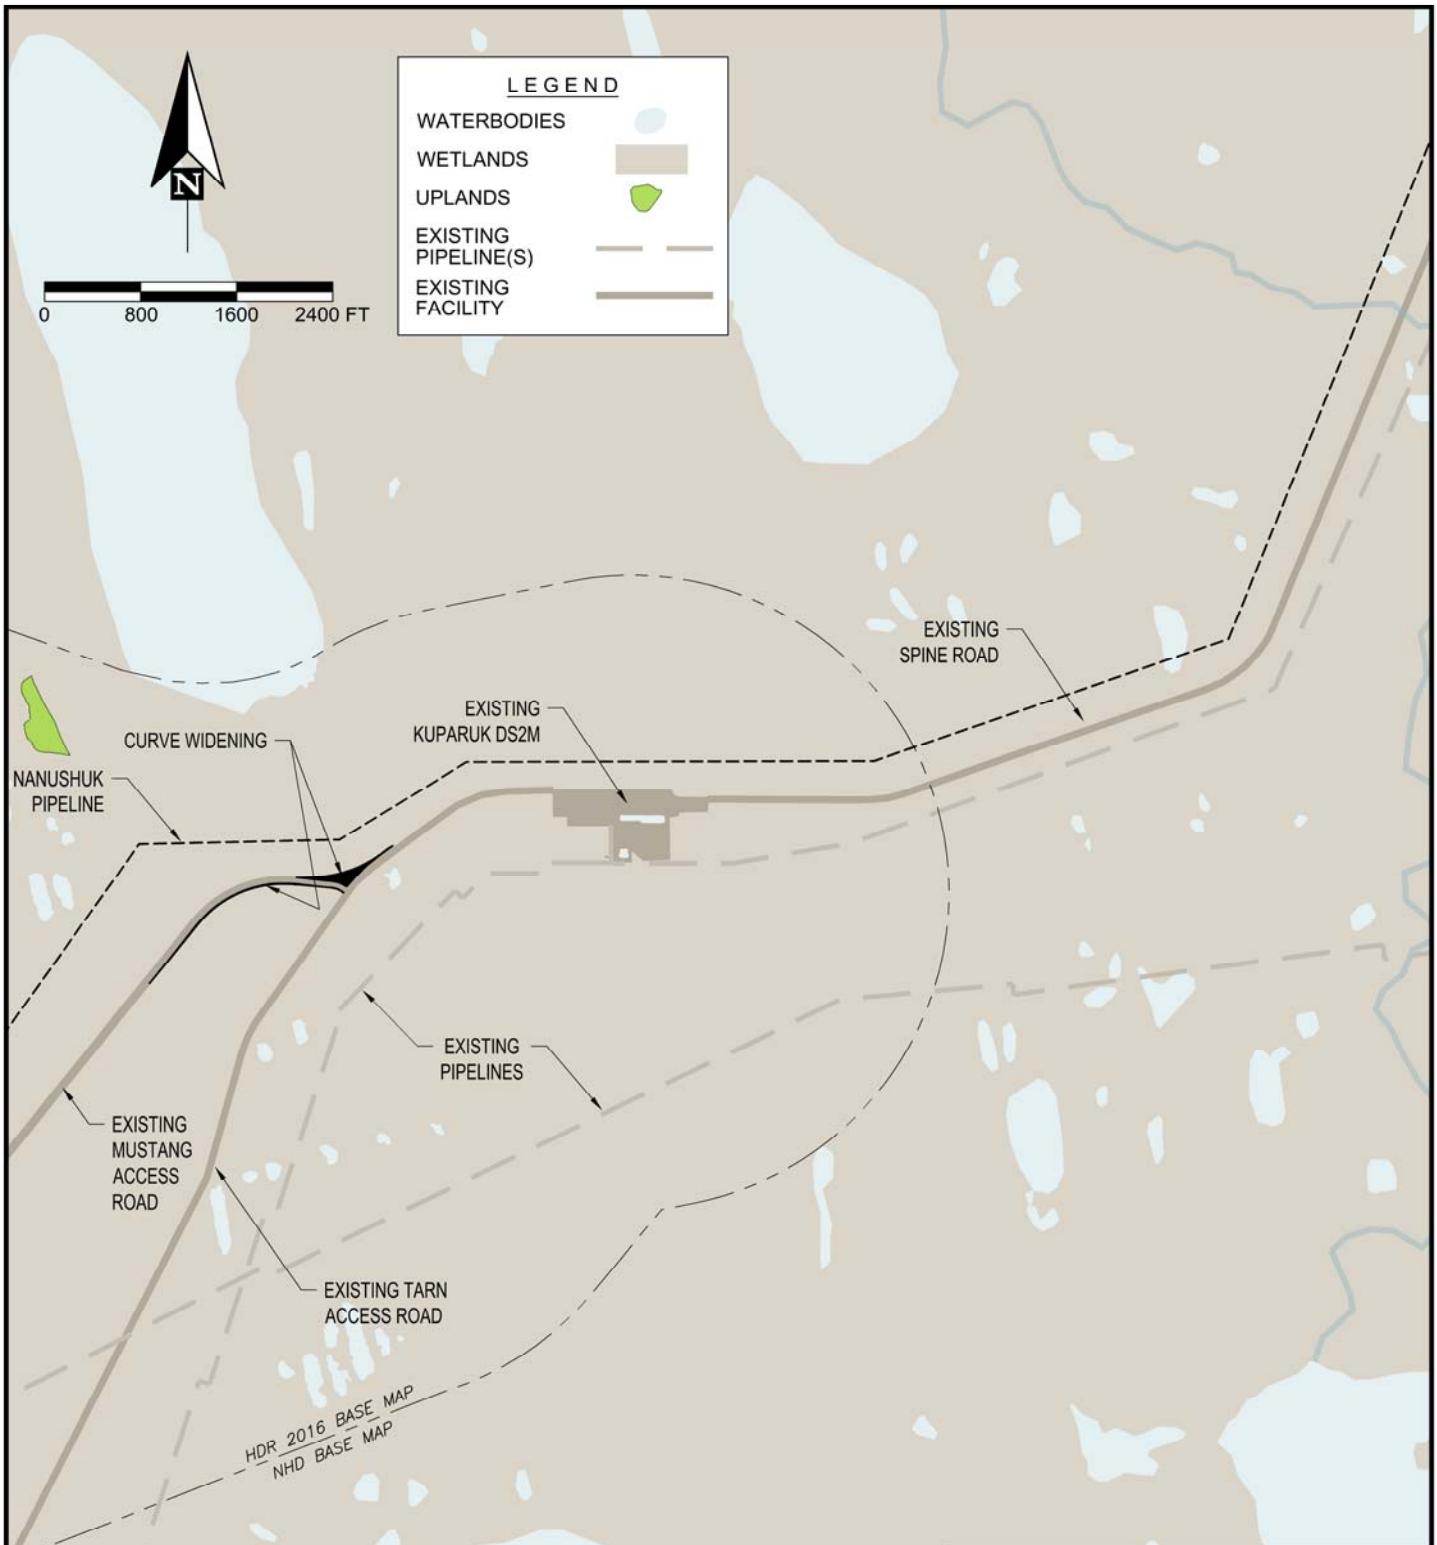 LEGEND
WATERBODIES
WETLANDS
UPLANDS
EXISTING
PIPELINE(S)
EXISTING
FACILITY
N
0 800 1600 2400 FT
EXISTING
SPINE ROAD
EXISTING
KUPARUK DS2M
CURVE WIDENING
NANUSHUK
PIPELINE
EXISTING
PIPELINES
EXISTING
MUSTANG
ACCESS
ROAD
EXISTING TARN
ACCESS ROAD
HDR 2016 BASE MAP
NHD BASE MAP